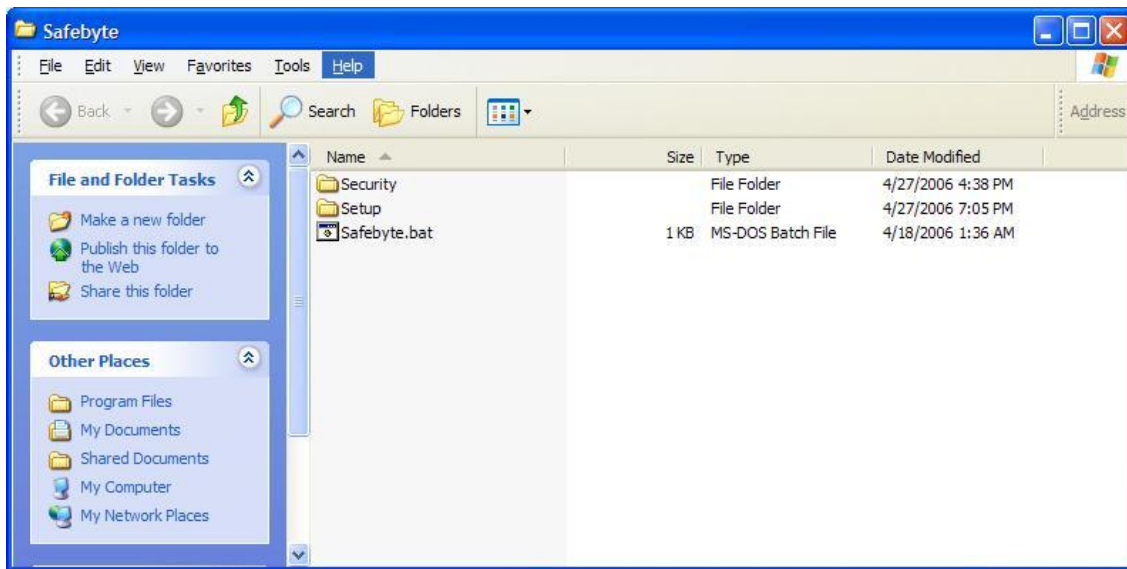 Safebyte
File Edit View Favorites Tools Help
Back Search Folders Address
Name Size Type Date Modified
File and Folder Tasks
Make a new folder
Publish this folder to
the Web
Share this folder
Other Places
Program Files
My Documents
Shared Documents
My Computer
My Network Places
Security File Folder 4/27/2006 4:38 PM
Setup File Folder 4/27/2006 7:05 PM
Safebyte.bat 1 KB MS-DOS Batch File 4/18/2006 1:36 AM